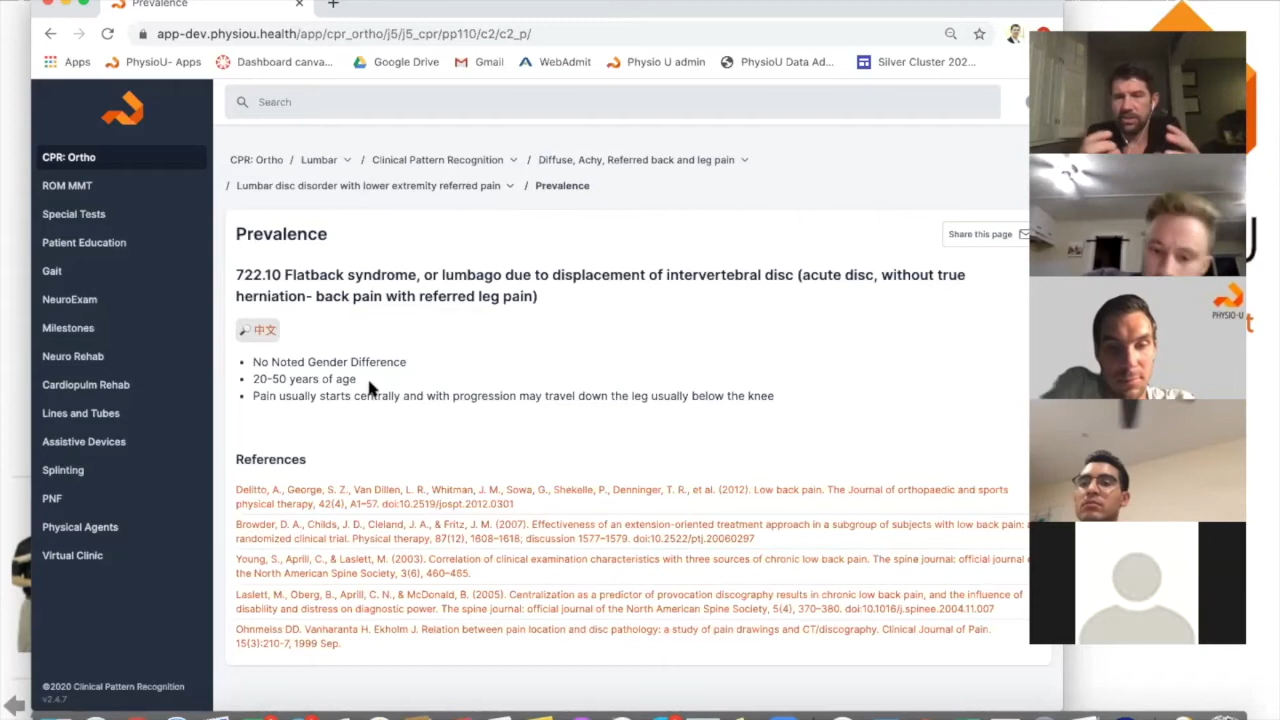 Prevalence
app-dev.physiou.health/app/cpr_ortho/j5/j5_cpr/pp110/c2/c2_p/
Apps PhysioU- Apps Dashboard canva... Google Drive Gmail WebAdmit Physio U admin PhysioU Data Ad... Silver Cluster 202...
Search
CPR: Ortho
ROM MMT
Special Tests
Patient Education
Gait
NeuroExam
Milestones
Neuro Rehab
Cardiopulm Rehab
Lines and Tubes
Assistive Devices
Splinting
PNF
Physical Agents
Virtual Clinic
©2020 Clinical Pattern Recognition
v2.4.7
CPR: Ortho / Lumbar / Clinical Pattern Recognition / Diffuse, Achy, Referred back and leg pain
/ Lumbar disc disorder with lower extremity referred pain / Prevalence
Prevalence
Share this page
722.10 Flatback syndrome, or lumbago due to displacement of intervertebral disc (acute disc, without true
herniation- back pain with referred leg pain)
中文
No Noted Gender Difference
20-50 years of age
Pain usually starts centrally and with progression may travel down the leg usually below the knee
References
Delitto, A., George, S. Z., Van Dillen, L. R., Whitman, J. M., Sowa, G., Shekelle, P., Denninger, T. R., et al. (2012). Low back pain. The Journal of orthopaedic and sports
physical therapy, 42(4), A1–57. doi:10.2519/jospt.2012.0301
Browder, D. A., Childs, J. D., Cleland, J. A., & Fritz, J. M. (2007). Effectiveness of an extension-oriented treatment approach in a subgroup of subjects with low back pain: a
randomized clinical trial. Physical therapy, 87(12), 1608–1618; discussion 1577–1579. doi:10.2522/ptj.20060297
Young, S., Aprill, C., & Laslett, M. (2003). Correlation of clinical examination characteristics with three sources of chronic low back pain. The spine journal: official journal
the North American Spine Society, 3(6), 460–465.
Laslett, M., Oberg, B., Aprill, C. N., & McDonald, B. (2005). Centralization as a predictor of provocation discography results in chronic low back pain, and the influence of
disability and distress on diagnostic power. The spine journal: official journal of the North American Spine Society, 5(4), 370–380. doi:10.1016/j.spinee.2004.11.007
Ohnmeiss DD. Vanharanta H. Ekholm J. Relation between pain location and disc pathology: a study of pain drawings and CT/discography. Clinical Journal of Pain.
15(3):210-7, 1999 Sep.
PHYSIO-U